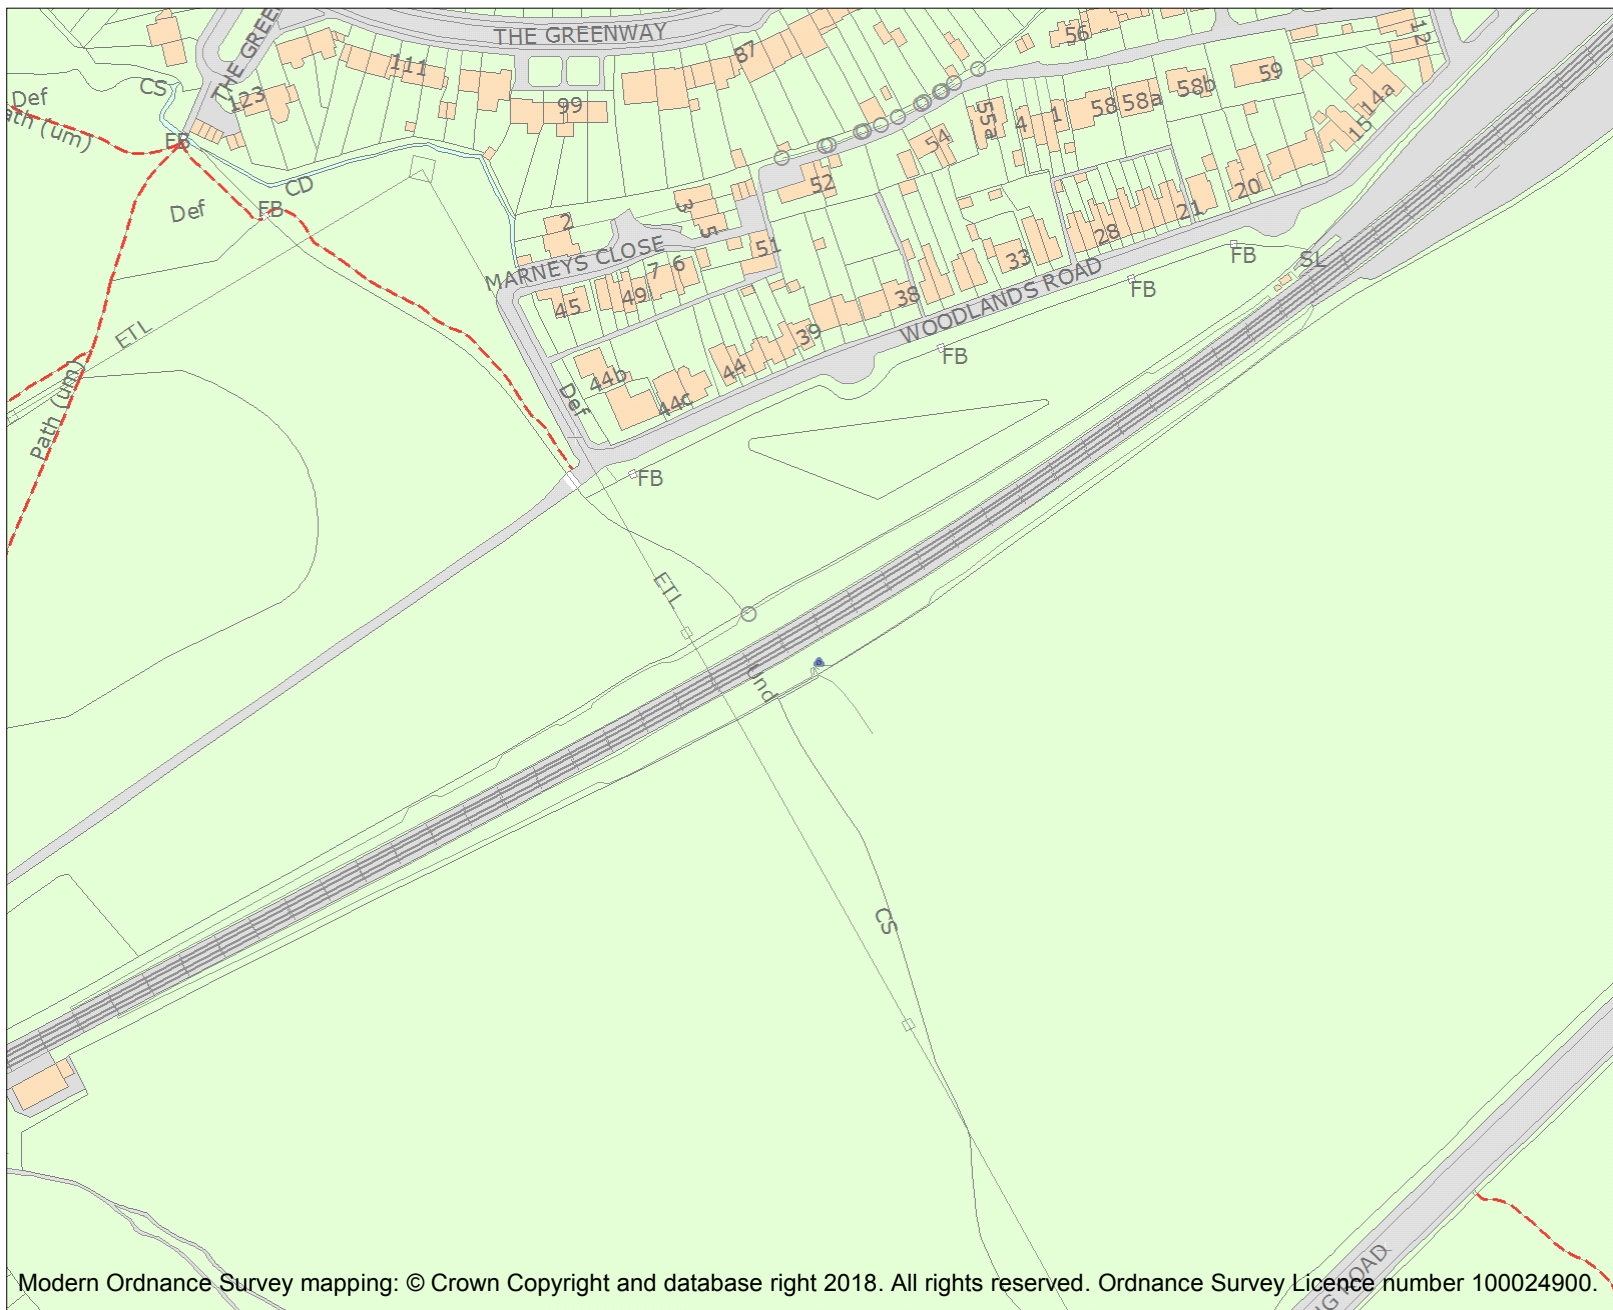 THE GREENWAY
THE GREEN
56
12
87
111
CS
Def
Path (um)
123
99
59
58b
58a
58
14a
15
55a
4
1
54
FB
CD
52
Def
FB
3
5
2
20
21
28
51
MARNEYS CLOSE
33
FB
SL
7
6
49
45
38
WOODLANDS ROAD
FB
ETL
39
FB
44
44b
44c
Def
Path (um)
FB
ETL
Und
CS
NG ROAD
Modern Ordnance Survey mapping: © Crown Copyright and database right 2018. All rights reserved. Ordnance Survey Licence number 100024900.